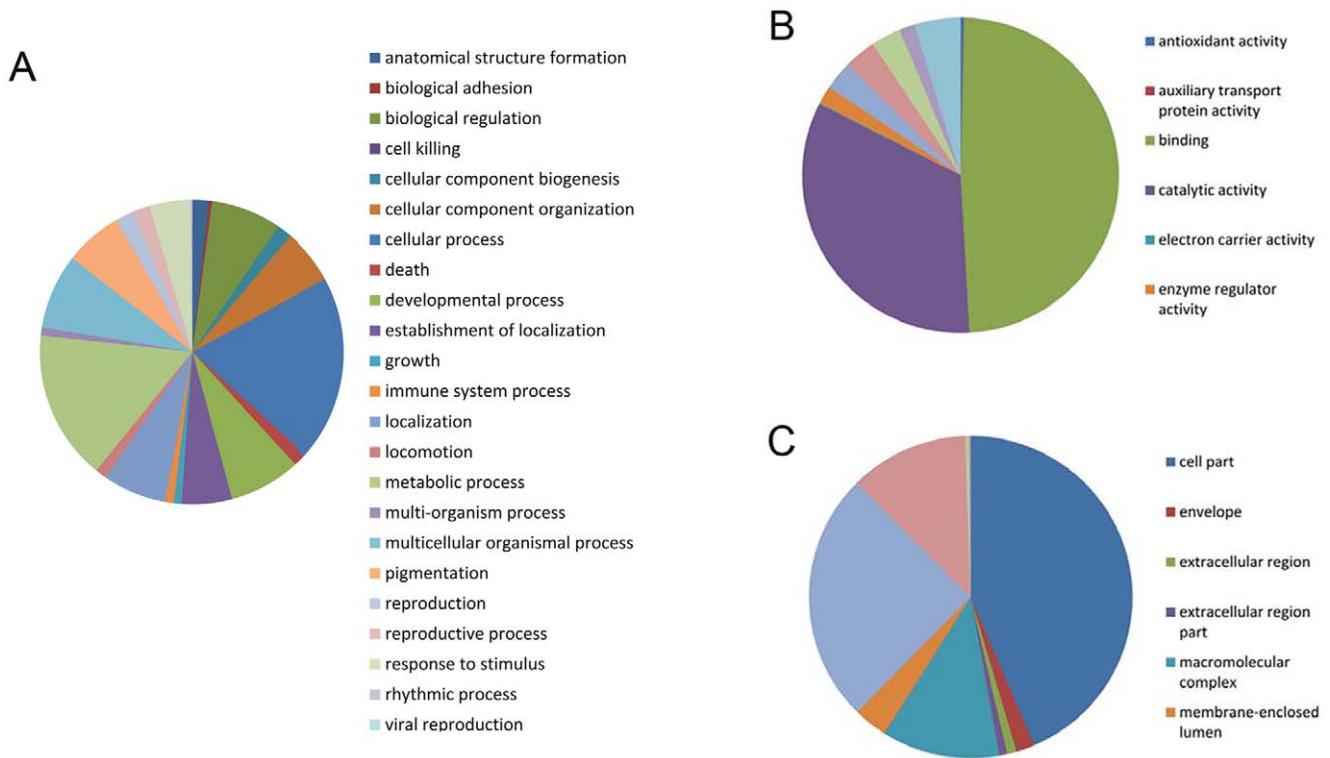 A
anatomical structure formation
biological adhesion
biological regulation
cell killing
cellular component biogenesis
cellular component organization
cellular process
death
developmental process
establishment of localization
growth
immune system process
localization
locomotion
metabolic process
multi-organism process
multicellular organismal process
pigmentation
reproduction
reproductive process
response to stimulus
rhythmic process
viral reproduction
B
antioxidant activity
auxiliary transport
protein activity
binding
catalytic activity
electron carrier activity
enzyme regulator
activity
C
cell part
envelope
extracellular region
extracellular region
part
macromolecular
complex
membrane-enclosed
lumen